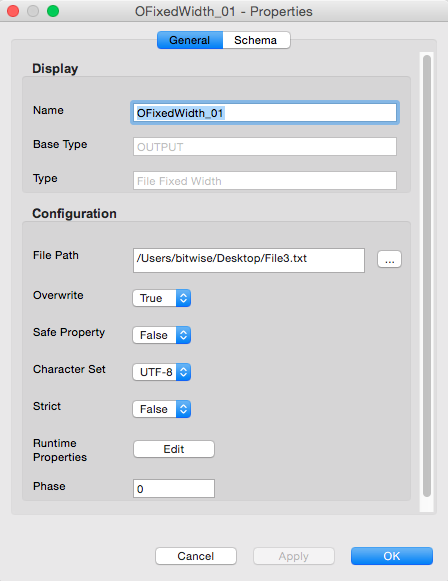 OFixedWidth_01 - Properties
General Schema
Display
Name OFixedWidth_01
Base Type OUTPUT
Type File Fixed Width
Configuration
File Path /Users/bitwise/Desktop/File3.txt ...
Overwrite True
Safe Property False
Character Set UTF-8
Strict False
Runtime
Properties Edit
Phase 0
Cancel Apply OK